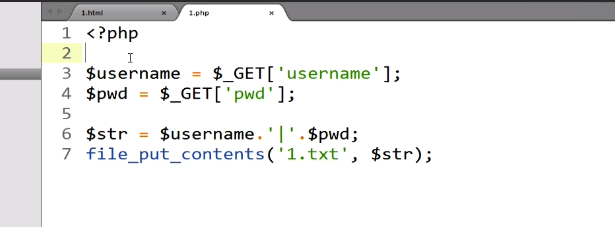 1.html × 1.php ×
1 <?php
2
3 $username = $_GET['username'];
4 $pwd = $_GET['pwd'];
5
6 $str = $username.'|'.$pwd;
7 file_put_contents('1.txt', $str);